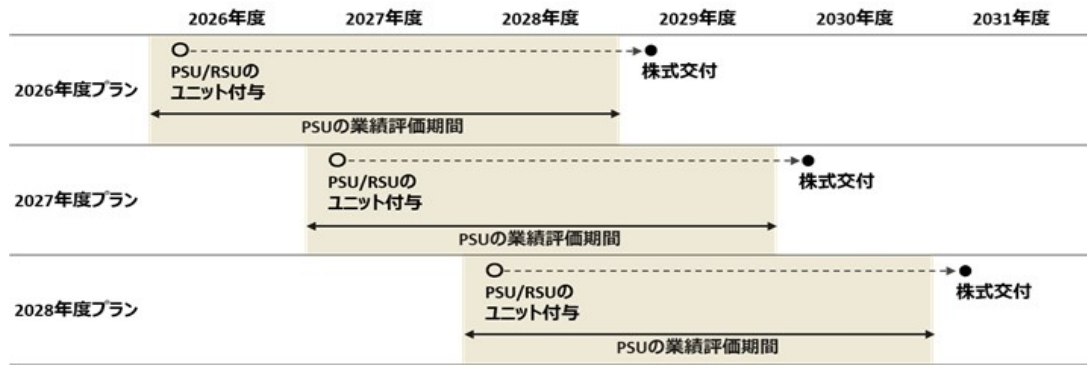 2026年度 2027年度 2028年度 2029年度 2030年度 2031年度
2026年度プラン
PSU/RSUの
ユニット付与
株式交付
PSUの業績評価期間
2027年度プラン
PSU/RSUの
ユニット付与
株式交付
PSUの業績評価期間
2028年度プラン
PSU/RSUの
ユニット付与
株式交付
PSUの業績評価期間